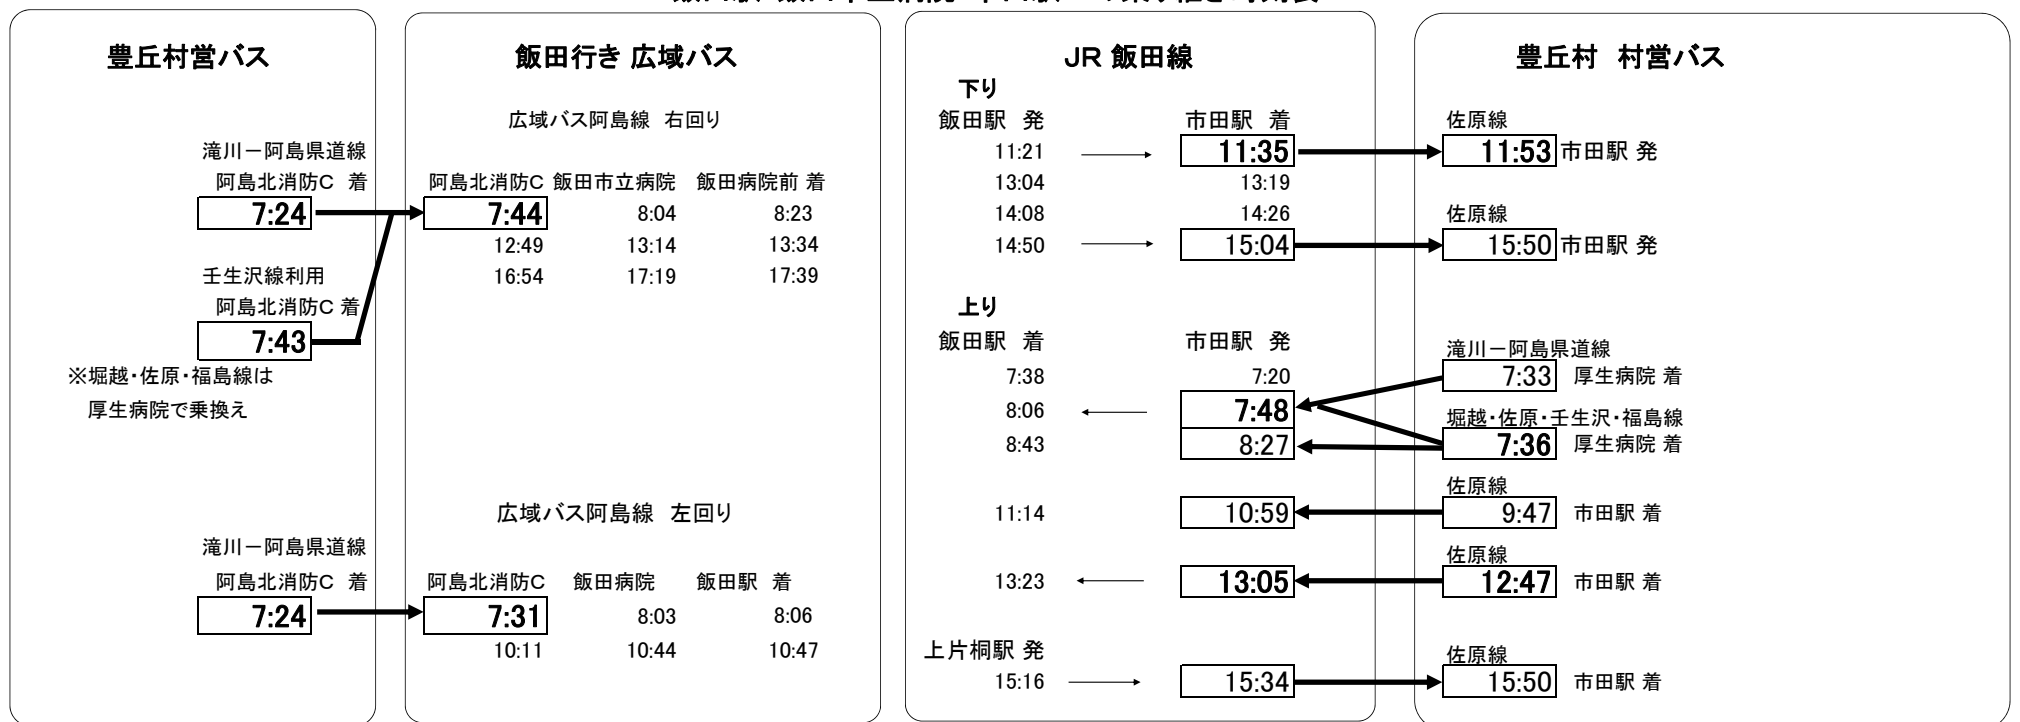 豊丘村営バス
滝川－阿島県道線
阿島北消防C 着
7:24
壬生沢線利用
阿島北消防C 着
7:43
※堀越・佐原・福島線は
厚生病院で乗換え
滝川－阿島県道線
阿島北消防C 着
7:24
飯田行き 広域バス
広域バス阿島線 右回り
阿島北消防C 飯田市立病院 飯田病院前 着
7:44 8:04 8:23
12:49 13:14 13:34
16:54 17:19 17:39
広域バス阿島線 左回り
阿島北消防C 飯田病院 飯田駅 着
7:31 8:03 8:06
10:11 10:44 10:47
JR 飯田線
下り
飯田駅 発 市田駅 着
11:21 11:35
13:04 13:19
14:08 14:26
14:50 15:04
上り
飯田駅 着 市田駅 発
7:38 7:20
8:06 7:48
8:43 8:27
11:14 10:59
13:23 13:05
上片桐駅 発
15:16 15:34
豊丘村 村営バス
佐原線
11:53 市田駅 発
佐原線
15:50 市田駅 発
滝川－阿島県道線
7:33 厚生病院 着
堀越・佐原・壬生沢・福島線
7:36 厚生病院 着
佐原線
9:47 市田駅 着
佐原線
12:47 市田駅 着
佐原線
15:50 市田駅 着